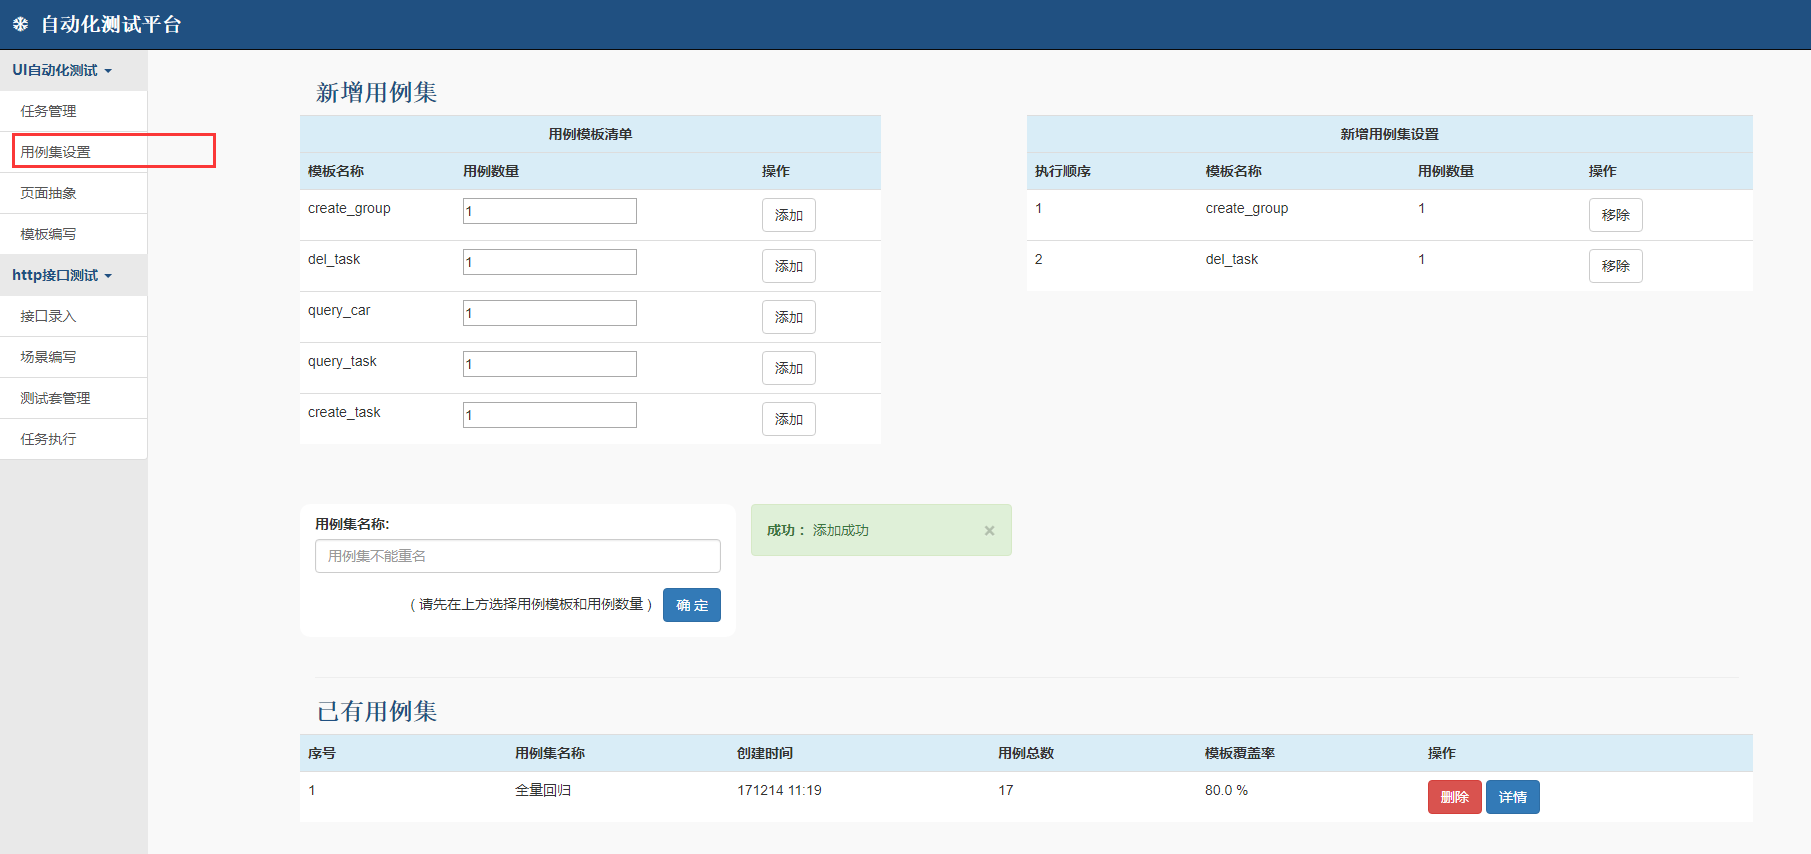 自动化测试平台
UI自动化测试
任务管理
用例集设置
页面抽象
模板编写
http接口测试
接口录入
场景编写
测试套管理
任务执行
新增用例集
用例模板清单
模板名称 用例数量 操作
create_group 1 添加
del_task 1 添加
query_car 1 添加
query_task 1 添加
create_task 1 添加
新增用例集设置
执行顺序 模板名称 用例数量 操作
1 create_group 1 移除
2 del_task 1 移除
用例集名称:
用例集不能重名
（请先在上方选择用例模板和用例数量） 确 定
成功： 添加成功 ×
已有用例集
序号 用例集名称 创建时间 用例总数 模板覆盖率 操作
1 全量回归 171214 11:19 17 80.0 % 删除 详情